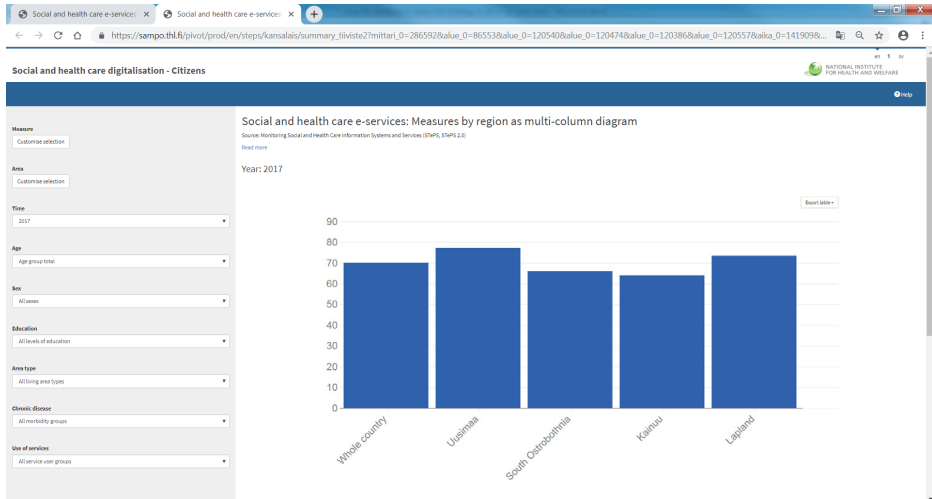 Social and health care e-services
Social and health care e-services
https://sampo.thl.fi/pivot/prod/en/steps/kansalais/summary_tiiviste2?mittari_0=286592&alue_0=86553&alue_0=120540&alue_0=120474&alue_0=120386&alue_0=120557&aika_0=141909&...
en fi sv
Social and health care digitalisation - Citizens
NATIONAL INSTITUTE
FOR HEALTH AND WELFARE
Help
Measure
Customise selection
Area
Customise selection
Time
2017
Age
Age group total
Sex
All sexes
Education
All levels of education
Area type
All living area types
Chronic disease
All morbidity groups
Use of services
All service user groups
Social and health care e-services: Measures by region as multi-column diagram
Source: Monitoring Social and Health Care Information Systems and Services (STePS, STePS 2.0)
Read more
Year: 2017
Export table
90
80
70
60
50
40
30
20
10
0
Whole country
Uusimaa
South Ostrobothnia
Kainuu
Lapland